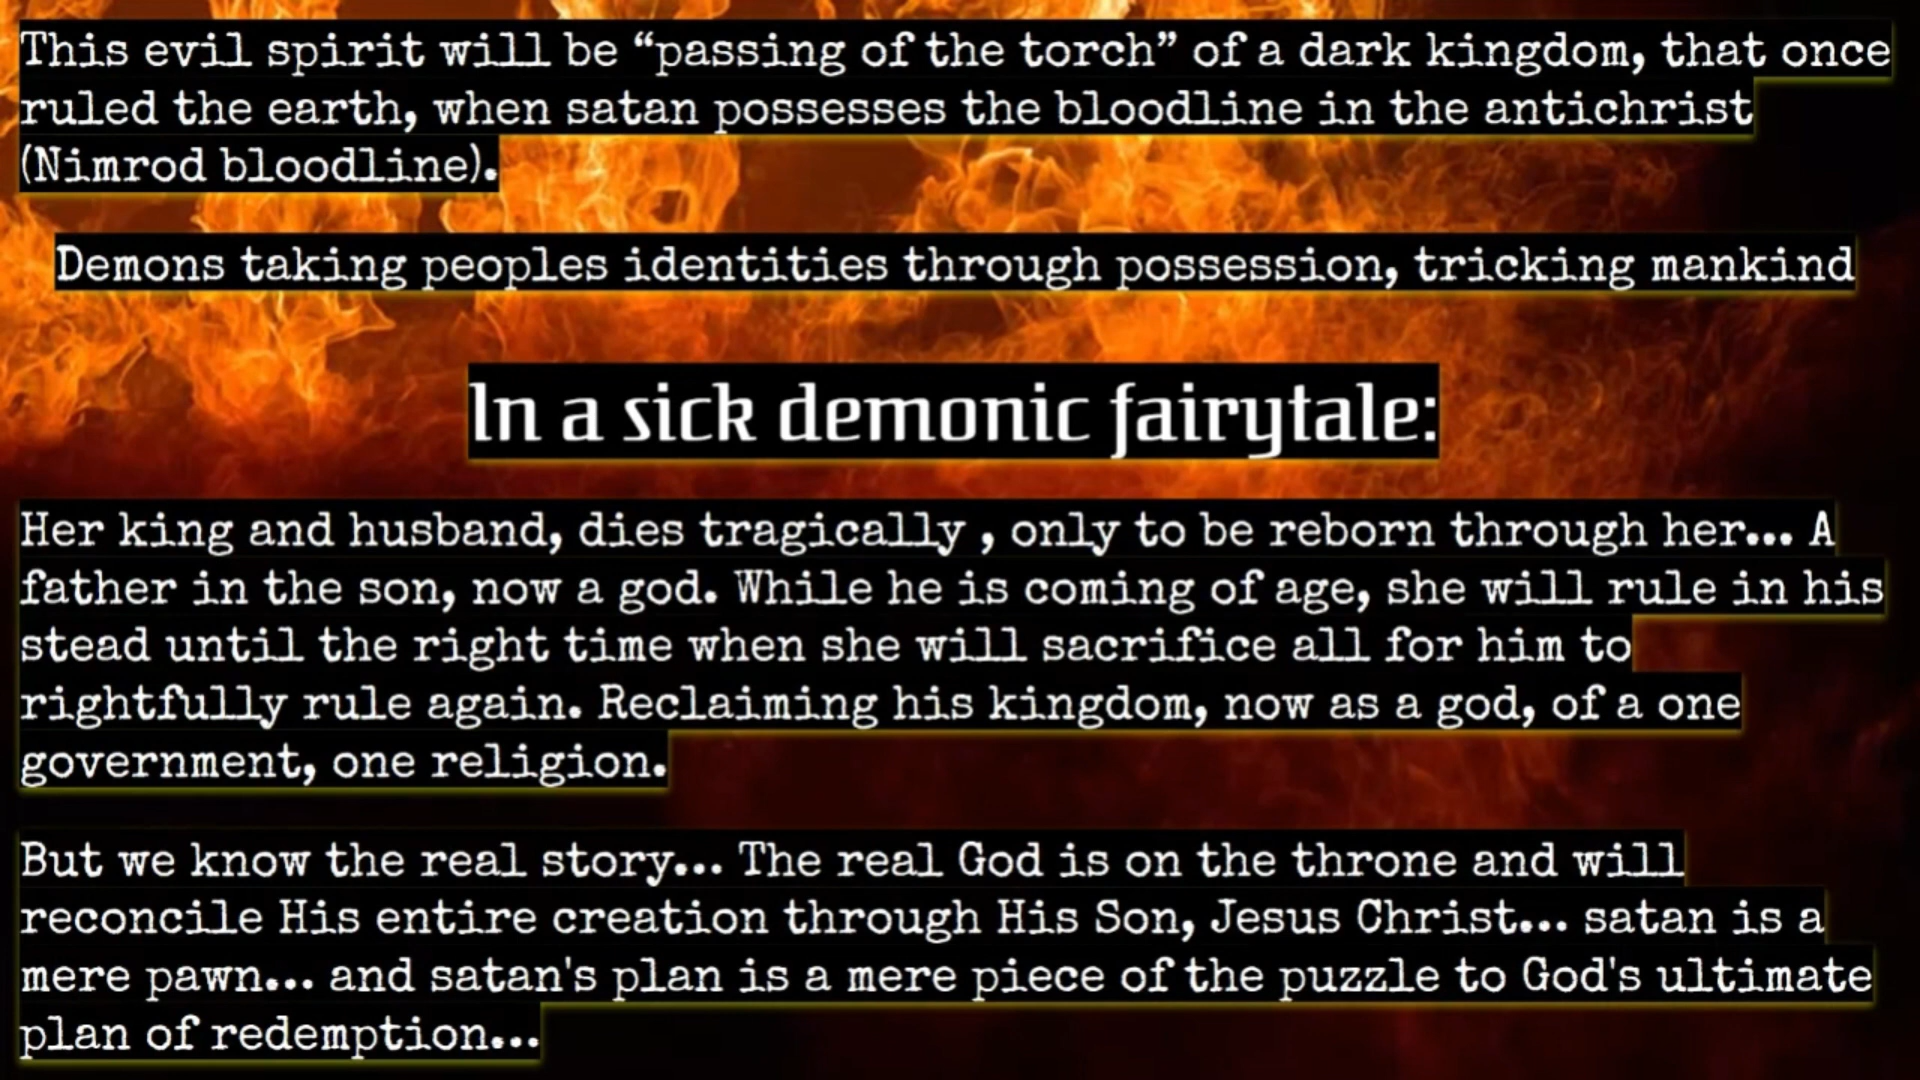 This evil spirit will be “passing of the torch” of a dark kingdom, that once
ruled the earth, when satan possesses the bloodline in the antichrist
(Nimrod bloodline).
Demons taking peoples identities through possession, tricking mankind
In a sick demonic fairytale:
Her king and husband, dies tragically , only to be reborn through her... A
father in the son, now a god. While he is coming of age, she will rule in his
stead until the right time when she will sacrifice all for him to
rightfully rule again. Reclaiming his kingdom, now as a god, of a one
government, one religion.
But we know the real story... The real God is on the throne and will
reconcile His entire creation through His Son, Jesus Christ... satan is a
mere pawn... and satan's plan is a mere piece of the puzzle to God's ultimate
plan of redemption...